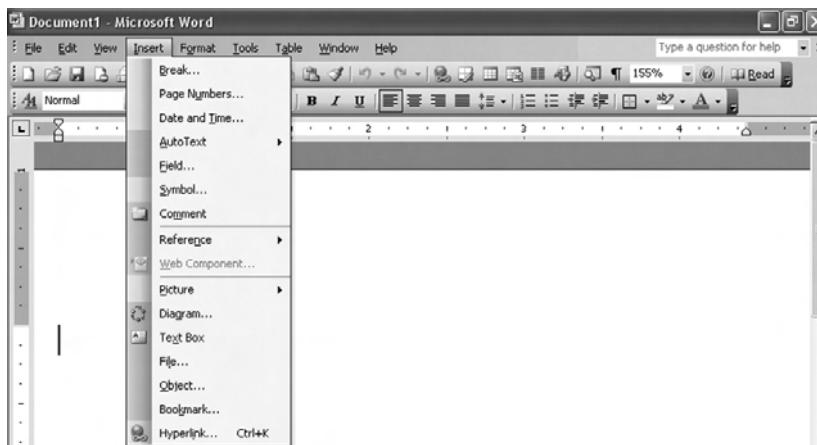 Document1 - Microsoft Word
File Edit View Insert Format Tools Table Window Help Type a question for help
155% Read
Normal B I U ab A
2 3 4
Break...
Page Numbers...
Date and Time...
AutoText
Field...
Symbol...
Comment
Reference
Web Component...
Picture
Diagram...
Text Box
File...
Object...
Bookmark...
Hyperlink... Ctrl+K